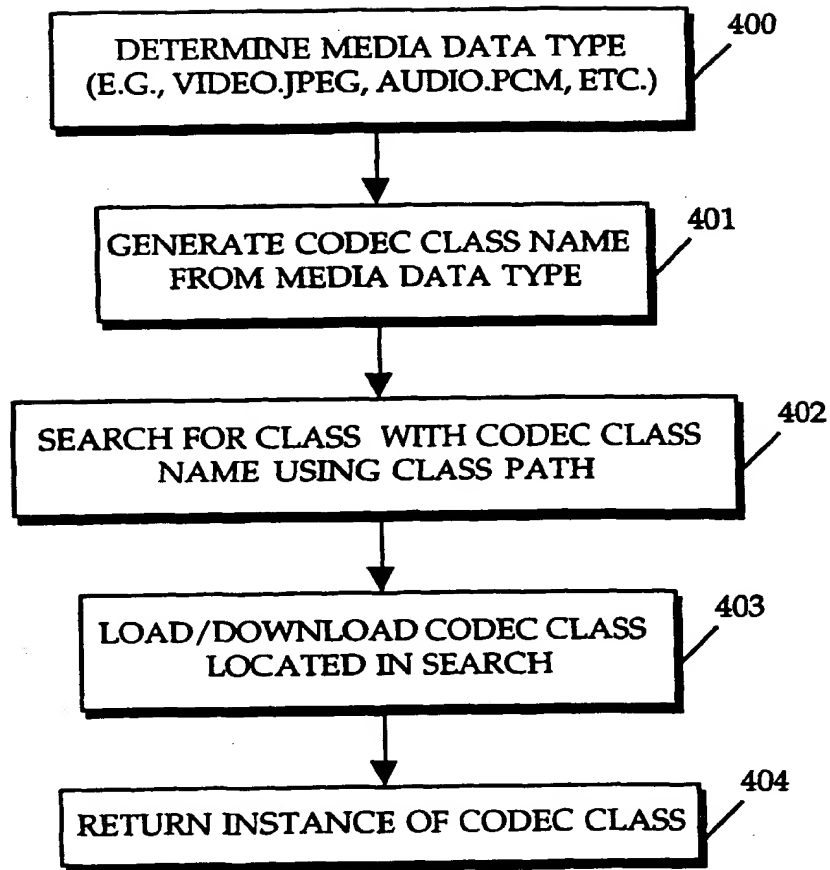 400
DETERMINE MEDIA DATA TYPE
(E.G., VIDEO.JPEG, AUDIO.PCM, ETC.)
401
GENERATE CODEC CLASS NAME
FROM MEDIA DATA TYPE
402
SEARCH FOR CLASS WITH CODEC CLASS
NAME USING CLASS PATH
403
LOAD/DOWNLOAD CODEC CLASS
LOCATED IN SEARCH
404
RETURN INSTANCE OF CODEC CLASS